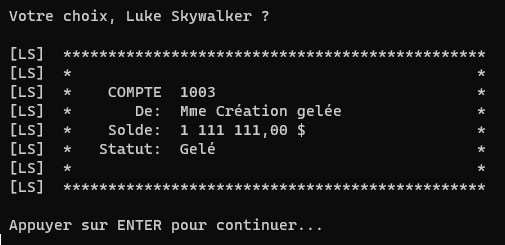 Votre choix, Luke Skywalker ?
[LS]  ***********************************************
[LS]  *                                             *
[LS]  *    COMPTE  1003                             *
[LS]  *       De:  Mme Création gelée               *
[LS]  *    Solde:  1 111 111,00 $                   *
[LS]  *   Statut:  Gelé                             *
[LS]  *                                             *
[LS]  ***********************************************
Appuyer sur ENTER pour continuer...